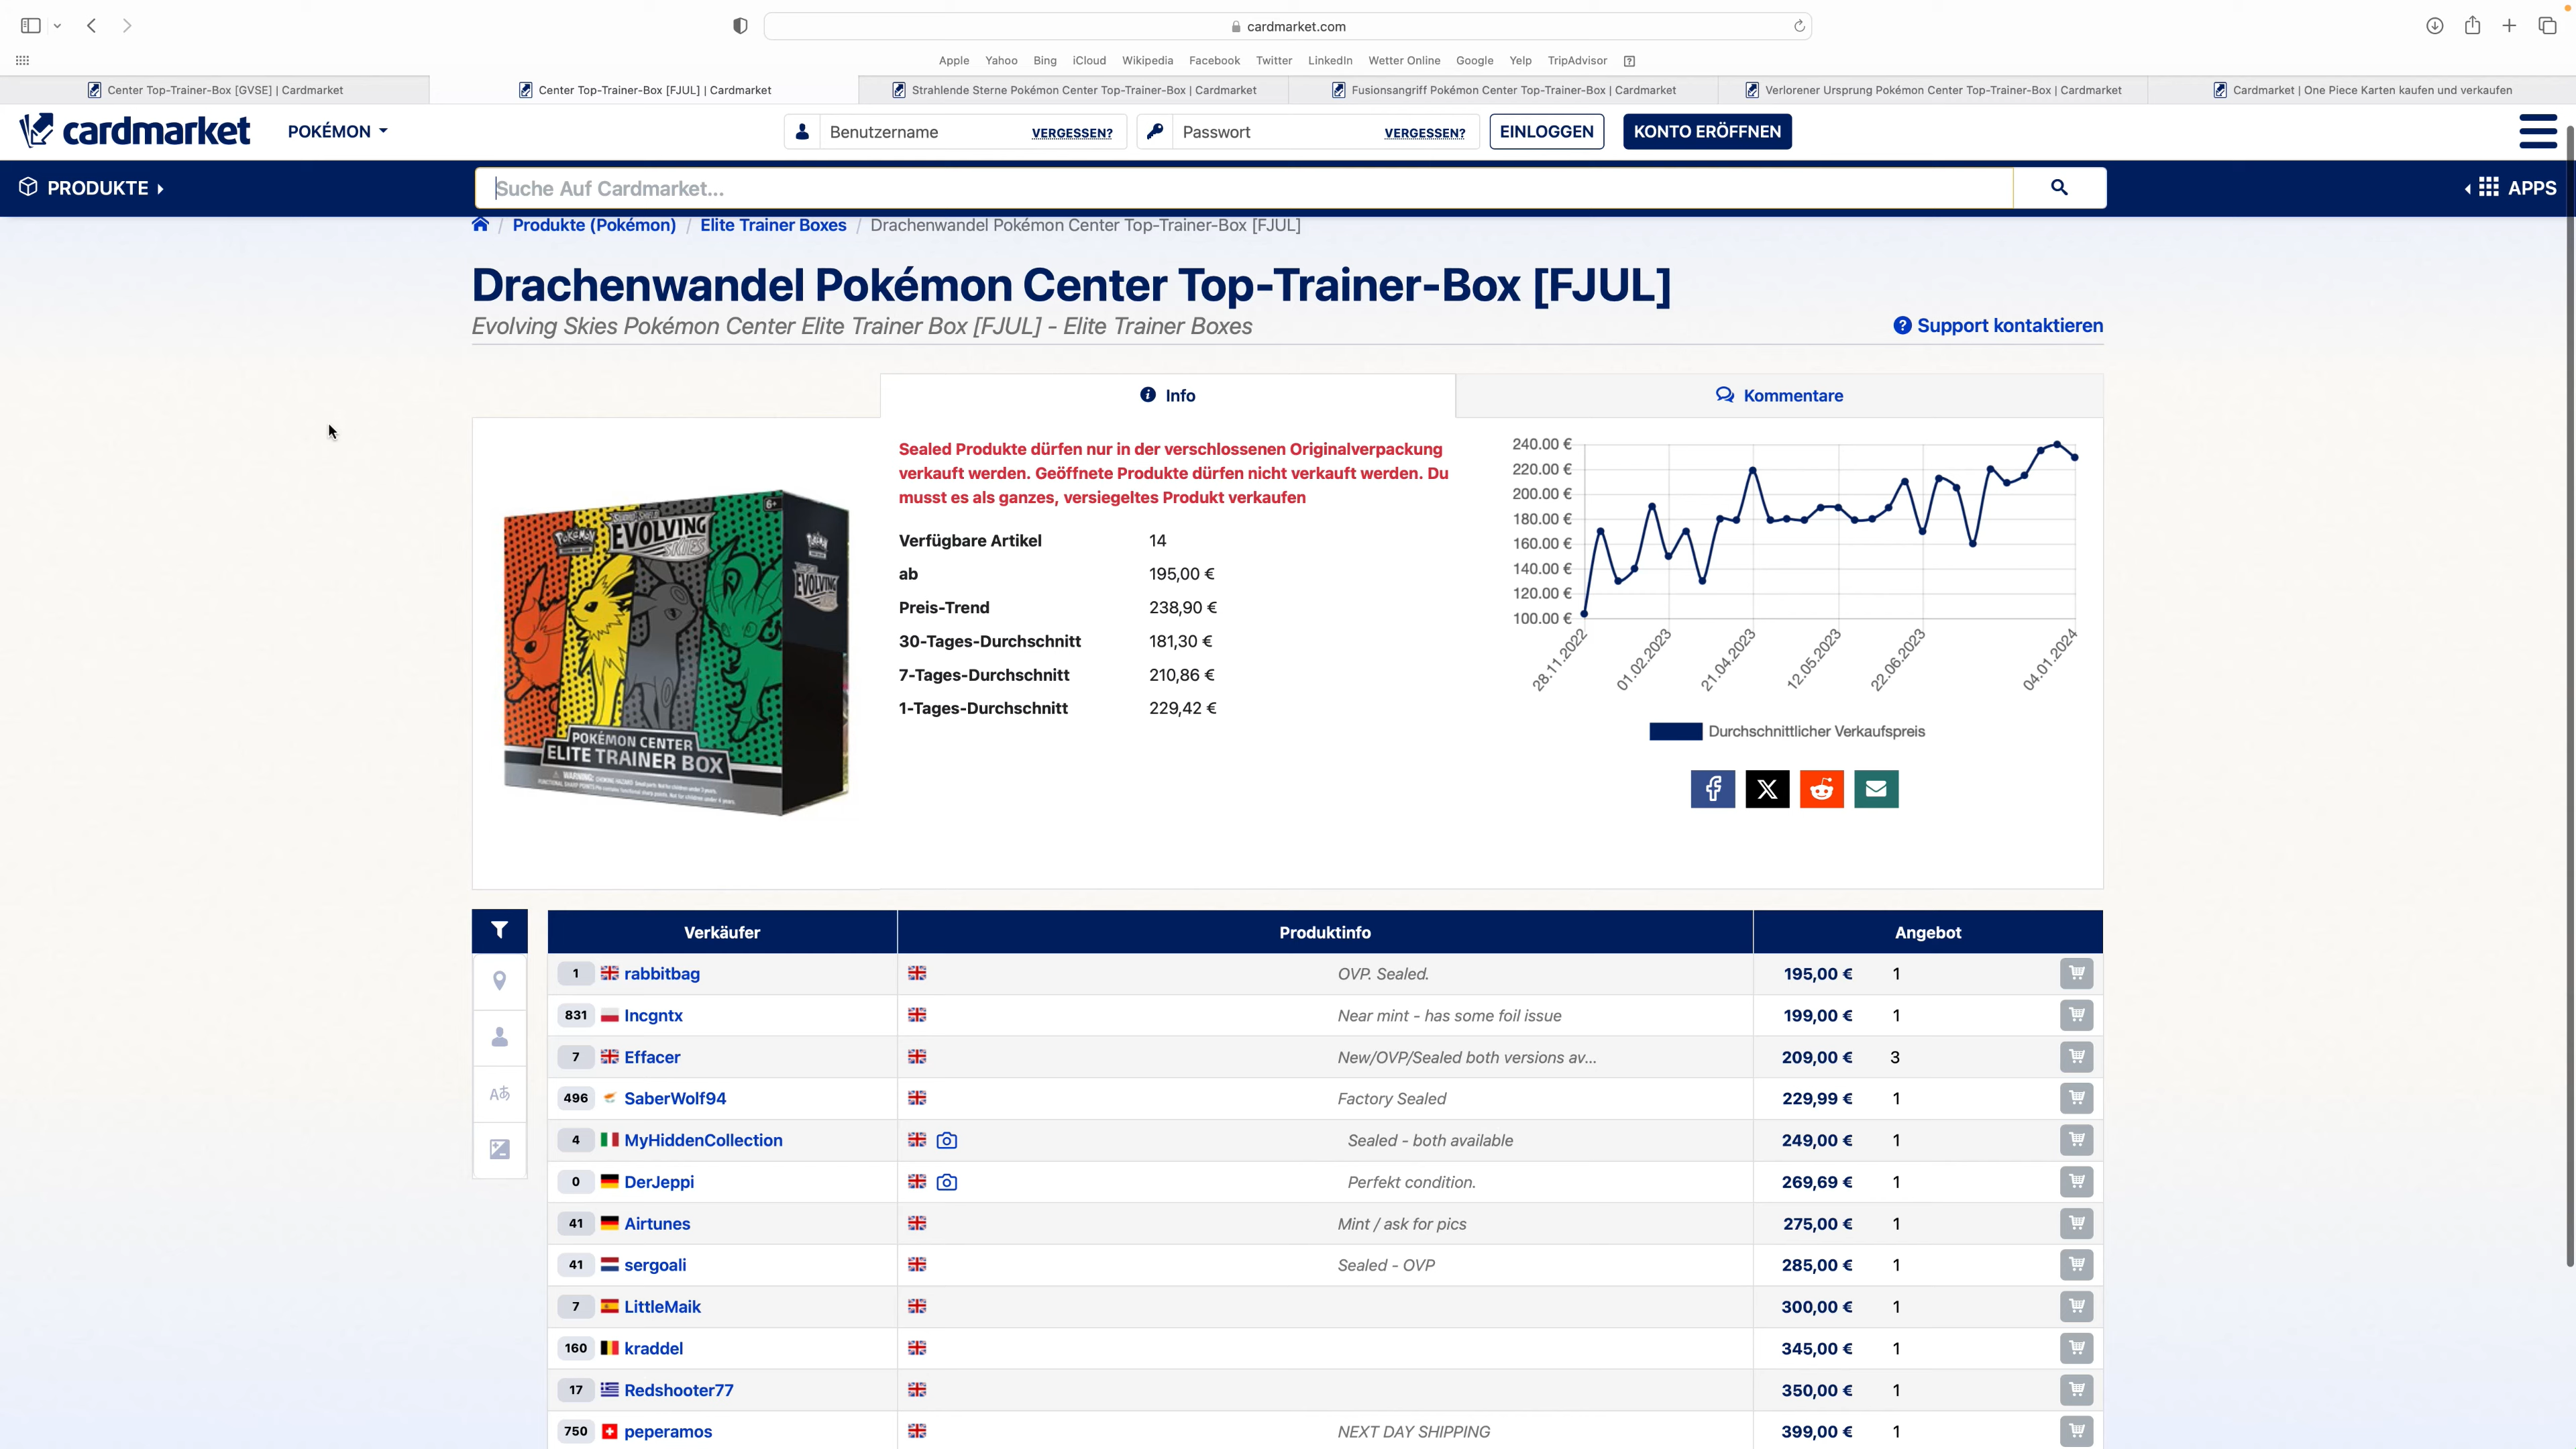 cardmarket.com
Apple Yahoo Bing iCloud Wikipedia Facebook Twitter LinkedIn Wetter Online Google Yelp TripAdvisor
Center Top-Trainer-Box [GVSE] | Cardmarket
Center Top-Trainer-Box [FJUL] | Cardmarket
Strahlende Sterne Pokémon Center Top-Trainer-Box | Cardmarket
Fusionsangriff Pokémon Center Top-Trainer-Box | Cardmarket
Verlorener Ursprung Pokémon Center Top-Trainer-Box | Cardmarket
Cardmarket | One Piece Karten kaufen und verkaufen
cardmarket
POKÉMON
Benutzername VERGESSEN?
Passwort VERGESSEN?
EINLOGGEN
KONTO ERÖFFNEN
PRODUKTE
Suche Auf Cardmarket...
APPS
/ Produkte (Pokémon) / Elite Trainer Boxes / Drachenwandel Pokémon Center Top-Trainer-Box [FJUL]
Drachenwandel Pokémon Center Top-Trainer-Box [FJUL]
Evolving Skies Pokémon Center Elite Trainer Box [FJUL] - Elite Trainer Boxes
Support kontaktieren
Info
Kommentare
6+
POKÉMON
EVOLVING
SKIES
POKÉMON
EVOLVING
SKIES
POKÉMON CENTER
ELITE TRAINER BOX
Sealed Produkte dürfen nur in der verschlossenen Originalverpackung
verkauft werden. Geöffnete Produkte dürfen nicht verkauft werden. Du
musst es als ganzes, versiegeltes Produkt verkaufen
Verfügbare Artikel 14
ab 195,00 €
Preis-Trend 238,90 €
30-Tages-Durchschnitt 181,30 €
7-Tages-Durchschnitt 210,86 €
1-Tages-Durchschnitt 229,42 €
240.00 €
220.00 €
200.00 €
180.00 €
160.00 €
140.00 €
120.00 €
100.00 €
28.11.2022
01.02.2023
21.04.2023
12.05.2023
22.06.2023
04.01.2024
Durchschnittlicher Verkaufspreis
Verkäufer Produktinfo Angebot
1 rabbitbag OVP. Sealed. 195,00 € 1
831 Incgntx Near mint - has some foil issue 199,00 € 1
7 Effacer New/OVP/Sealed both versions av... 209,00 € 3
496 SaberWolf94 Factory Sealed 229,99 € 1
4 MyHiddenCollection Sealed - both available 249,00 € 1
0 DerJeppi Perfekt condition. 269,69 € 1
41 Airtunes Mint / ask for pics 275,00 € 1
41 sergoali Sealed - OVP 285,00 € 1
7 LittleMaik 300,00 € 1
160 kraddel 345,00 € 1
17 Redshooter77 350,00 € 1
750 peperamos NEXT DAY SHIPPING 399,00 € 1